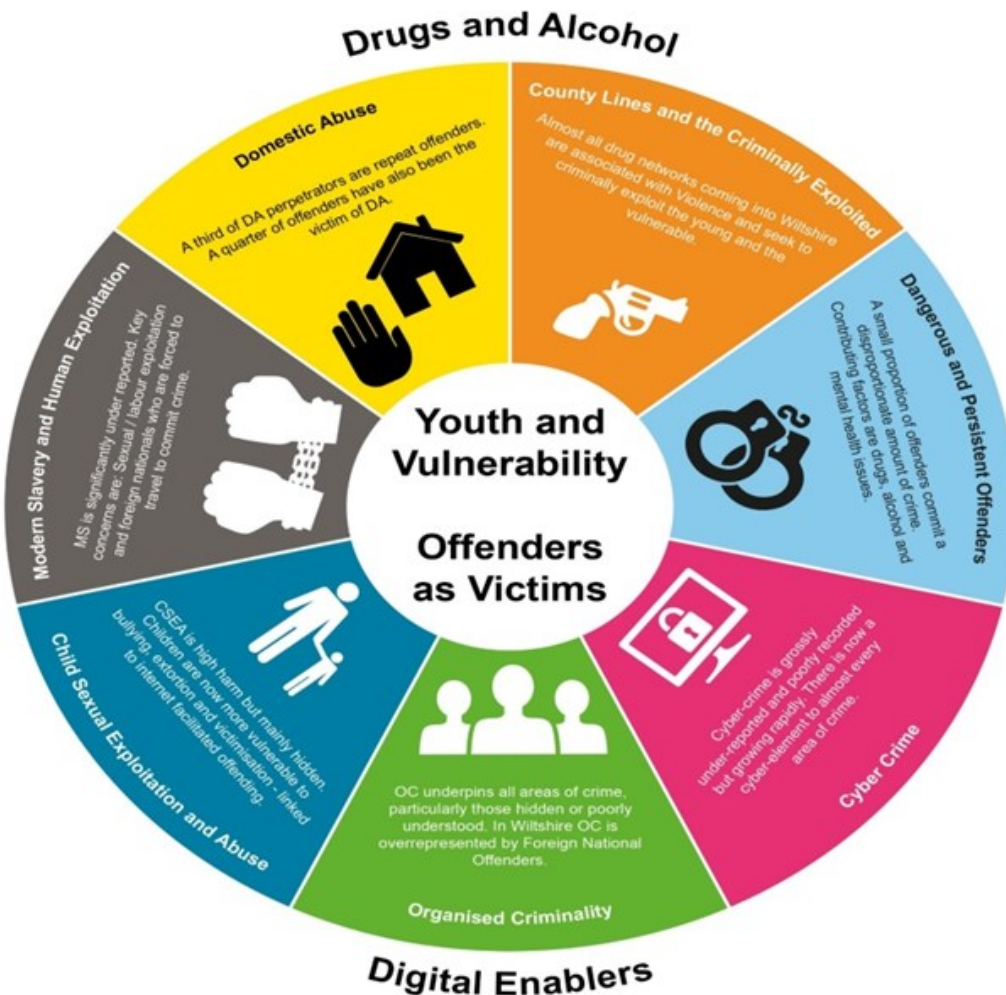 Drugs and Alcohol
Domestic Abuse
A third of DA perpetrators are repeat offenders.
A quarter of offenders have also been the
victim of DA.
County Lines and the Criminally Exploited
Almost all drug networks coming into Wiltshire
are associated with Violence and seek to
criminally exploit the young and the
vulnerable.
Dangerous and Persistent Offenders
A small proportion of offenders commit a
disproportionate amount of crime.
Contributing factors are drugs, alcohol and
mental health issues.
Cyber-crime is grossly
under-reported and poorly recorded
but growing rapidly. There is now a
cyber-element to almost every
area of crime.
Cyber Crime
OC underpins all areas of crime,
particularly those hidden or poorly
understood. In Wiltshire OC is
overrepresented by Foreign National
Offenders.
Organised Criminality
CSEA is high harm but mainly hidden.
Children are now more vulnerable to
bullying, extortion and victimisation - linked
to internet facilitated offending.
Child Sexual Exploitation and Abuse
Modern Slavery and Human Exploitation
MS is significantly under reported. Key
concerns are: Sexual / labour exploitation
and foreign nationals who are forced to
travel to commit crime.
Youth and
Vulnerability
Offenders
as Victims
Digital Enablers